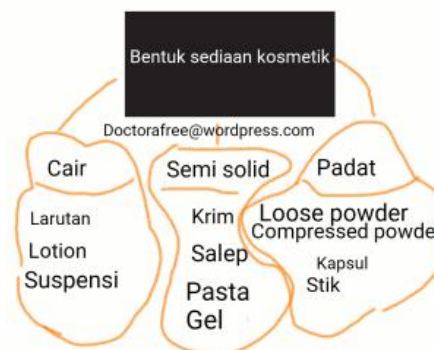 Bentuk sediaan kosmetik
Doctorafree@wordpress.com
Cair
Larutan
Lotion
Suspensi
Semi solid
Krim
Salep
Pasta
Gel
Padat
Loose powder
Compressed powde
Kapsul
Stik